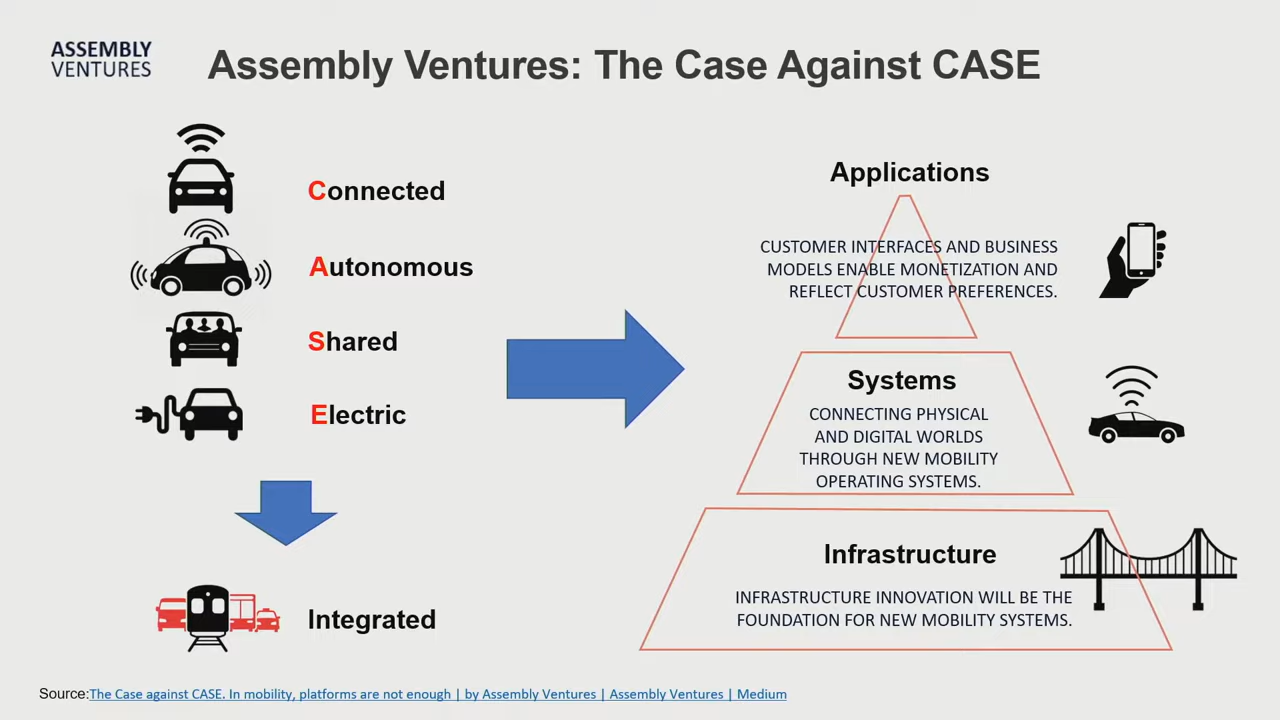 ASSEMBLY
VENTURES
Assembly Ventures: The Case Against CASE
Connected
Autonomous
Shared
Electric
Integrated
Applications
CUSTOMER INTERFACES AND BUSINESS
MODELS ENABLE MONETIZATION AND
REFLECT CUSTOMER PREFERENCES.
Systems
CONNECTING PHYSICAL
AND DIGITAL WORLDS
THROUGH NEW MOBILITY
OPERATING SYSTEMS.
Infrastructure
INFRASTRUCTURE INNOVATION WILL BE THE
FOUNDATION FOR NEW MOBILITY SYSTEMS.
Source:The Case against CASE. In mobility, platforms are not enough | by Assembly Ventures | Assembly Ventures | Medium